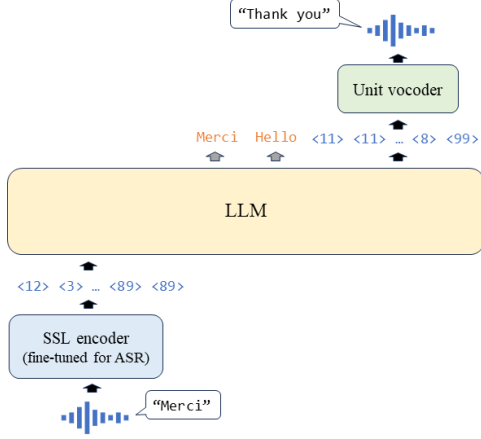 “Thank you”
Unit vocoder
Merci Hello <11> <11> … <8> <99>
LLM
<12> <3> … <89> <89>
SSL encoder
(fine-tuned for ASR)
“Merci”